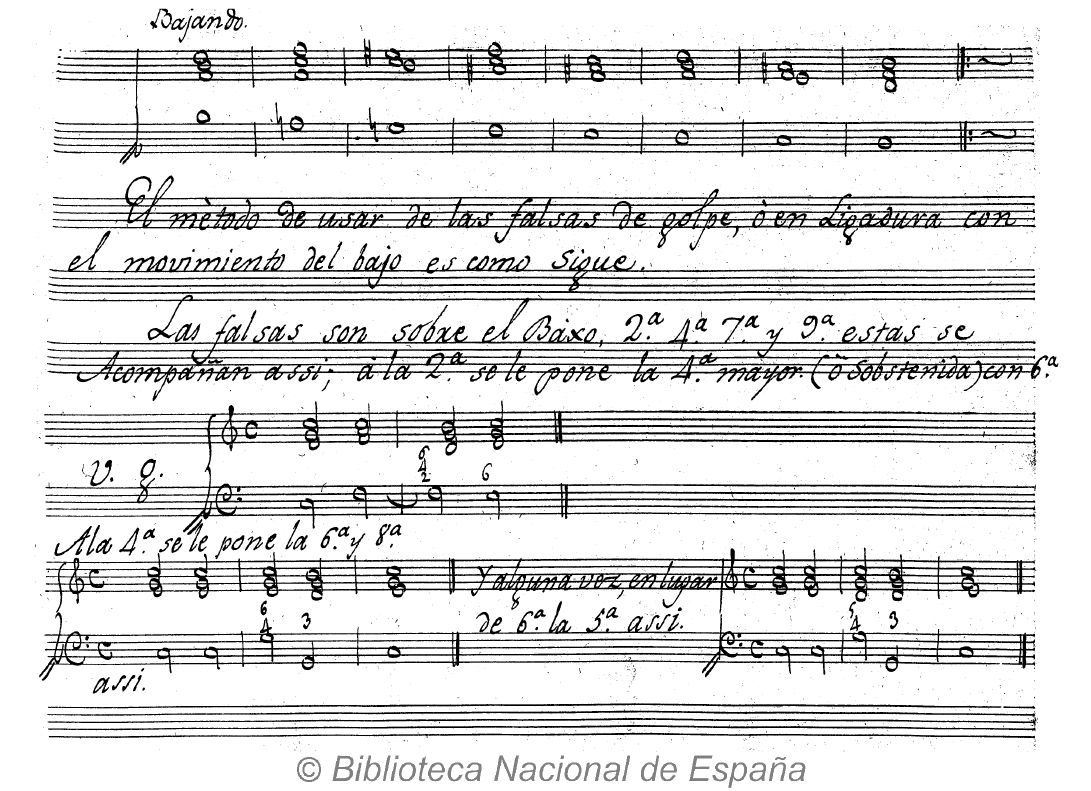 Bajando.
El mètodo de usar de las falsas de golpe, ò en Ligadura con
el movimiento del bajo es como Sigue.
Las falsas son sobre el Baxo, 2.ª 4.ª 7.ª y 9.ª estas se
Acompañan assi; á la 2.ª se le pone la 4.ª mayor. (ö Sobstenida) con 6.ª
6
4
2 6
V. g.
A la 4.ª se le pone la 6.ª y 8.ª
Y alguna vez, en lugar
de 6.ª la 5.ª assi.
6
4 3
5
4 3
assi.
© Biblioteca Nacional de España